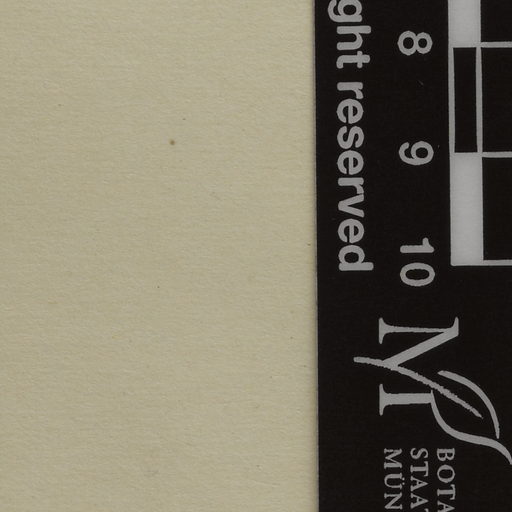 ght reserved
8
9
10
M
BOTA
STAA
MÜN